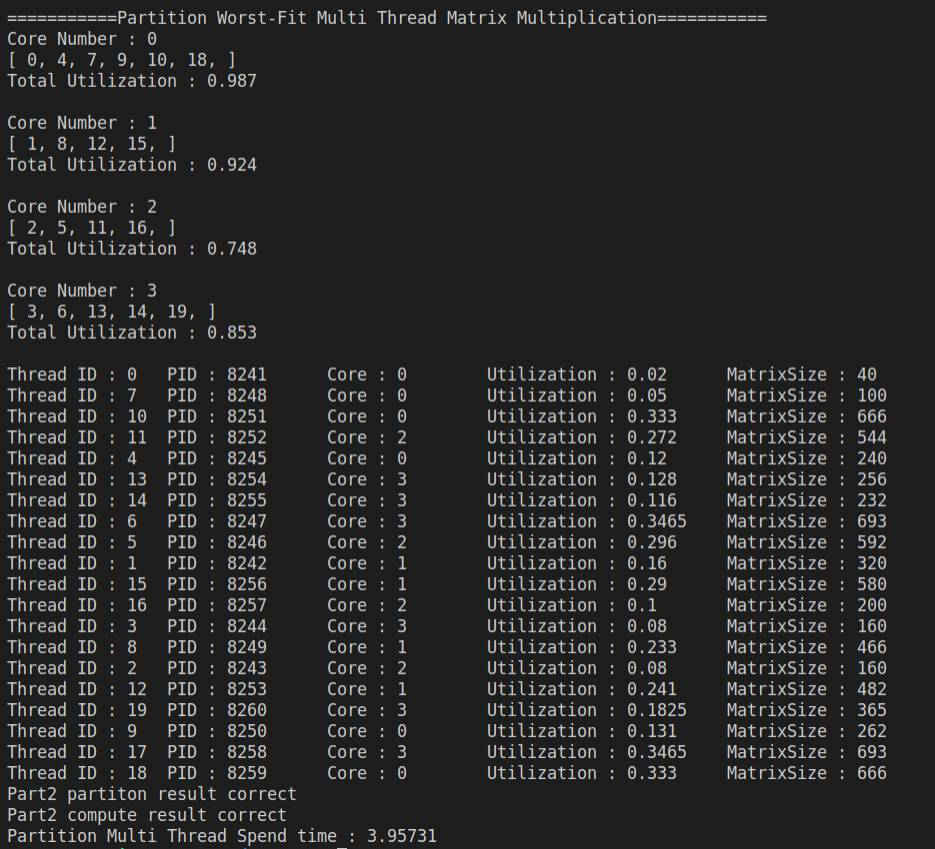 ===========Partition Worst-Fit Multi Thread Matrix Multiplication===========
Core Number : 0
[ 0, 4, 7, 9, 10, 18, ]
Total Utilization : 0.987
Core Number : 1
[ 1, 8, 12, 15, ]
Total Utilization : 0.924
Core Number : 2
[ 2, 5, 11, 16, ]
Total Utilization : 0.748
Core Number : 3
[ 3, 6, 13, 14, 19, ]
Total Utilization : 0.853
Thread ID : 0   PID : 8241      Core : 0        Utilization : 0.02      MatrixSize : 40
Thread ID : 7   PID : 8248      Core : 0        Utilization : 0.05      MatrixSize : 100
Thread ID : 10  PID : 8251      Core : 0        Utilization : 0.333     MatrixSize : 666
Thread ID : 11  PID : 8252      Core : 2        Utilization : 0.272     MatrixSize : 544
Thread ID : 4   PID : 8245      Core : 0        Utilization : 0.12      MatrixSize : 240
Thread ID : 13  PID : 8254      Core : 3        Utilization : 0.128     MatrixSize : 256
Thread ID : 14  PID : 8255      Core : 3        Utilization : 0.116     MatrixSize : 232
Thread ID : 6   PID : 8247      Core : 3        Utilization : 0.3465    MatrixSize : 693
Thread ID : 5   PID : 8246      Core : 2        Utilization : 0.296     MatrixSize : 592
Thread ID : 1   PID : 8242      Core : 1        Utilization : 0.16      MatrixSize : 320
Thread ID : 15  PID : 8256      Core : 1        Utilization : 0.29      MatrixSize : 580
Thread ID : 16  PID : 8257      Core : 2        Utilization : 0.1       MatrixSize : 200
Thread ID : 3   PID : 8244      Core : 3        Utilization : 0.08      MatrixSize : 160
Thread ID : 8   PID : 8249      Core : 1        Utilization : 0.233     MatrixSize : 466
Thread ID : 2   PID : 8243      Core : 2        Utilization : 0.08      MatrixSize : 160
Thread ID : 12  PID : 8253      Core : 1        Utilization : 0.241     MatrixSize : 482
Thread ID : 19  PID : 8260      Core : 3        Utilization : 0.1825    MatrixSize : 365
Thread ID : 9   PID : 8250      Core : 0        Utilization : 0.131     MatrixSize : 262
Thread ID : 17  PID : 8258      Core : 3        Utilization : 0.3465    MatrixSize : 693
Thread ID : 18  PID : 8259      Core : 0        Utilization : 0.333     MatrixSize : 666
Part2 partiton result correct
Part2 compute result correct
Partition Multi Thread Spend time : 3.95731